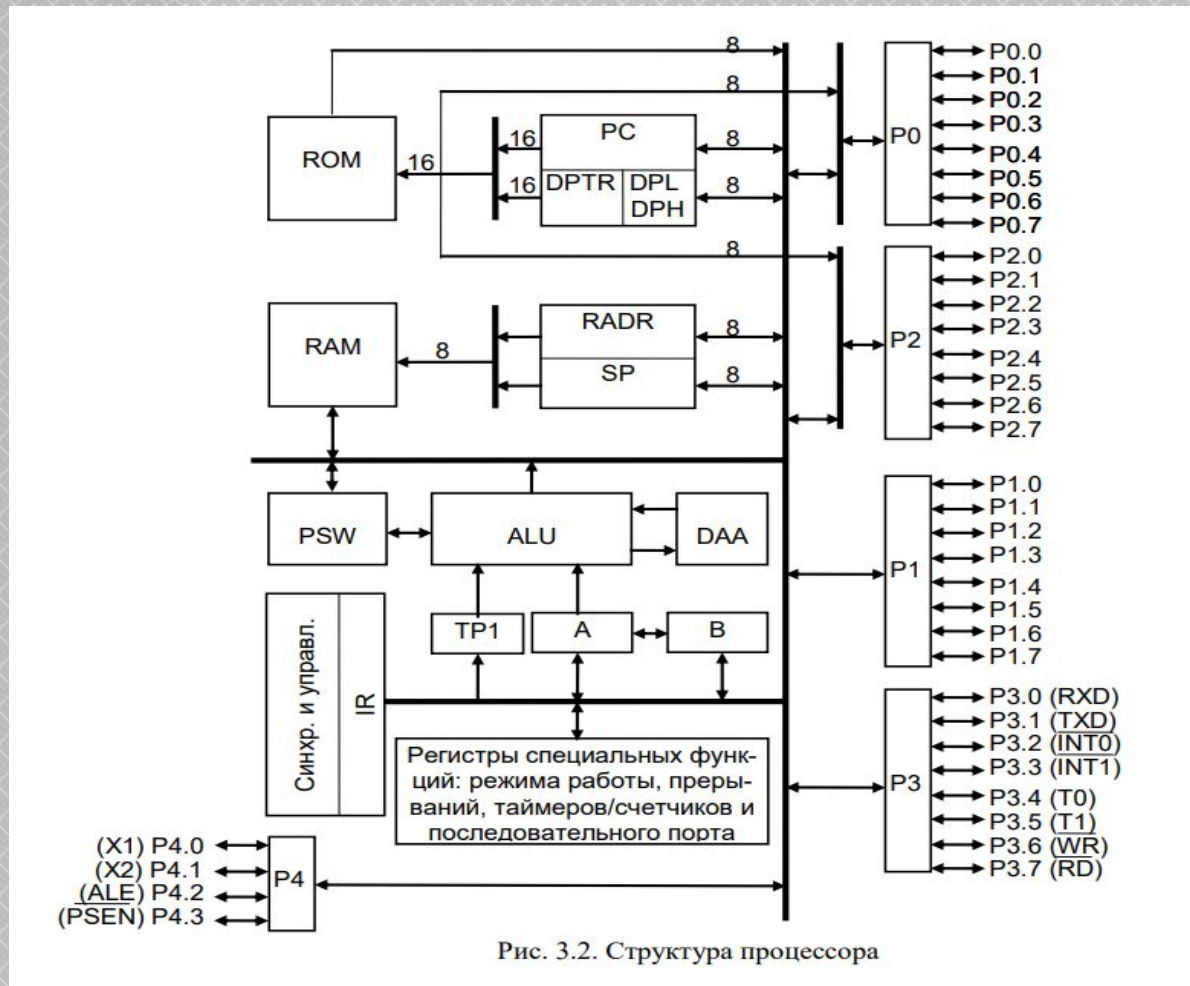 8
P0.0
8
P0.1
P0.2
ROM
16
16
PC
8
P0
P0.3
P0.4
16
DPTR
DPL
DPH
8
P0.5
P0.6
P0.7
8
P2.0
P2.1
P2.2
RAM
8
RADR
8
P2
P2.3
SP
8
P2.4
P2.5
P2.6
P2.7
PSW
ALU
DAA
P1.0
P1.1
P1.2
P1
P1.3
P1.4
P1.5
P1.6
P1.7
TP1
A
B
Синхр. и управл.
IR
P3.0 (RXD)
P3.1 (TXD)
P3.2 (INT0)
P3
P3.3 (INT1)
P3.4 (T0)
P3.5 (T1)
P3.6 (WR)
P3.7 (RD)
Регистры специальных функ-
ций: режима работы, преры-
ваний, таймеров/счетчиков и
последовательного порта
(X1) P4.0
(X2) P4.1
P4
(ALE) P4.2
(PSEN) P4.3
Рис. 3.2. Структура процессора